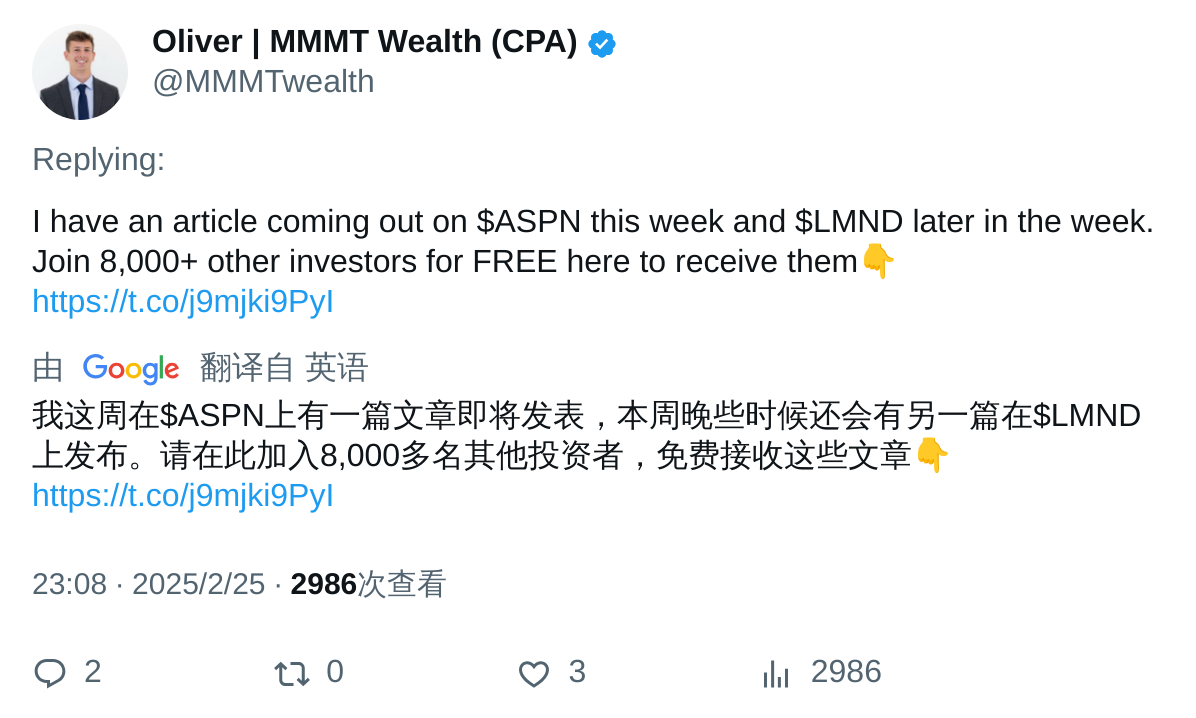 Oliver | MMMT Wealth (CPA)
@MMMTwealth
Replying:
I have an article coming out on $ASPN this week and $LMND later in the week.
Join 8,000+ other investors for FREE here to receive them👇
https://t.co/j9mjki9PyI
由 Google 翻译自 英语
我这周在$ASPN上有一篇文章即将发表，本周晚些时候还会有另一篇在$LMND
上发布。请在此加入8,000多名其他投资者，免费接收这些文章👇
https://t.co/j9mjki9PyI
23:08 · 2025/2/25 · 2986次查看
2 0 3 2986